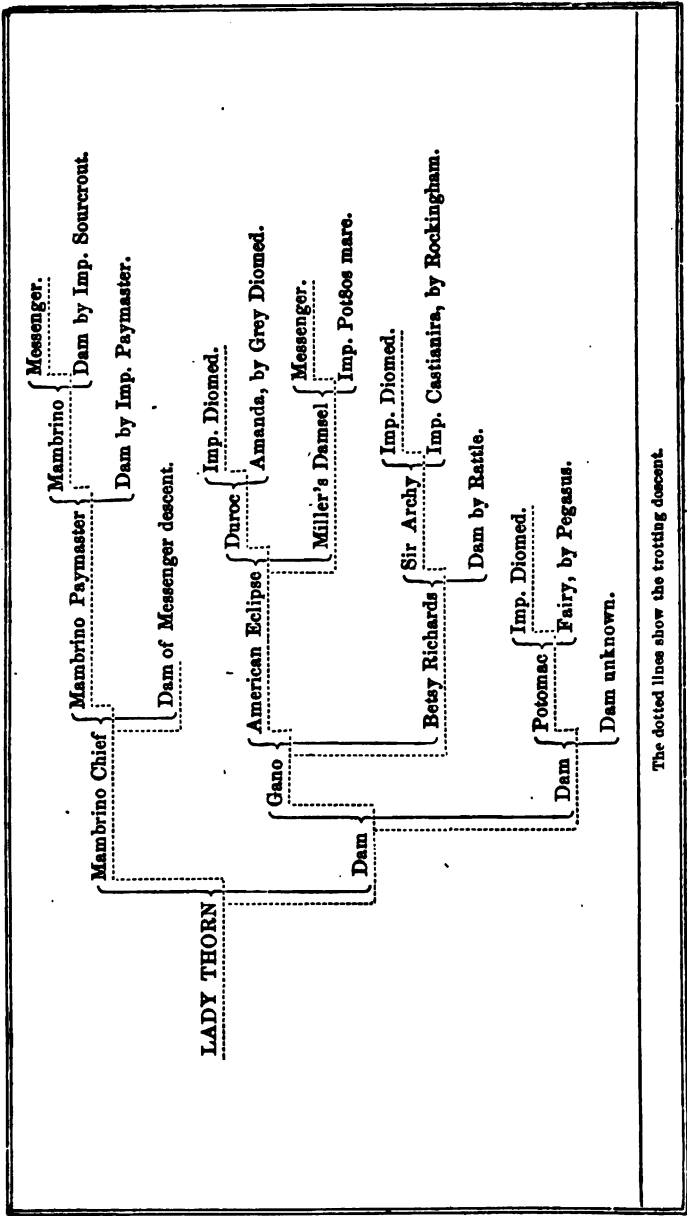 LADY THORN
Mambrino Chief
Mambrino Paymaster
Mambrino
Messenger.
Dam by Imp. Sourcrout.
Dam by Imp. Paymaster.
Dam of Messenger descent.
Dam
Gano
American Eclipse
Duroc
Imp. Diomed.
Amanda, by Grey Diomed.
Miller's Damsel
Messenger.
Imp. Pot8os mare.
Betsy Richards
Sir Archy
Imp. Diomed.
Imp. Castianira, by Rockingham.
Dam by Rattle.
Dam
Potomac
Imp. Diomed.
Fairy, by Pegasus.
Dam unknown.
The dotted lines show the trotting descent.